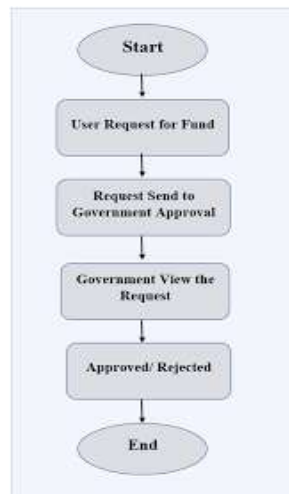 Start
User Request for Fund
Request Send to
Government Approval
Government View the
Request
Approved/ Rejected
End